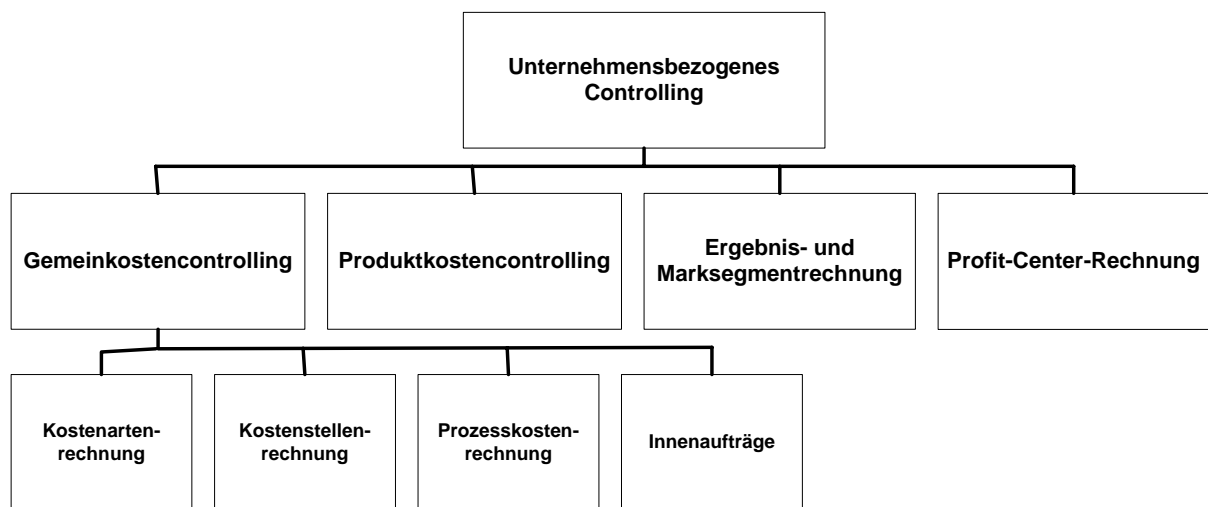 Unternehmensbezogenes
Controlling
Gemeinkostencontrolling
Produktkostencontrolling
Ergebnis- und
Marksegmentrechnung
Profit-Center-Rechnung
Kostenarten-
rechnung
Kostenstellen-
rechnung
Prozesskosten-
rechnung
Innenaufträge